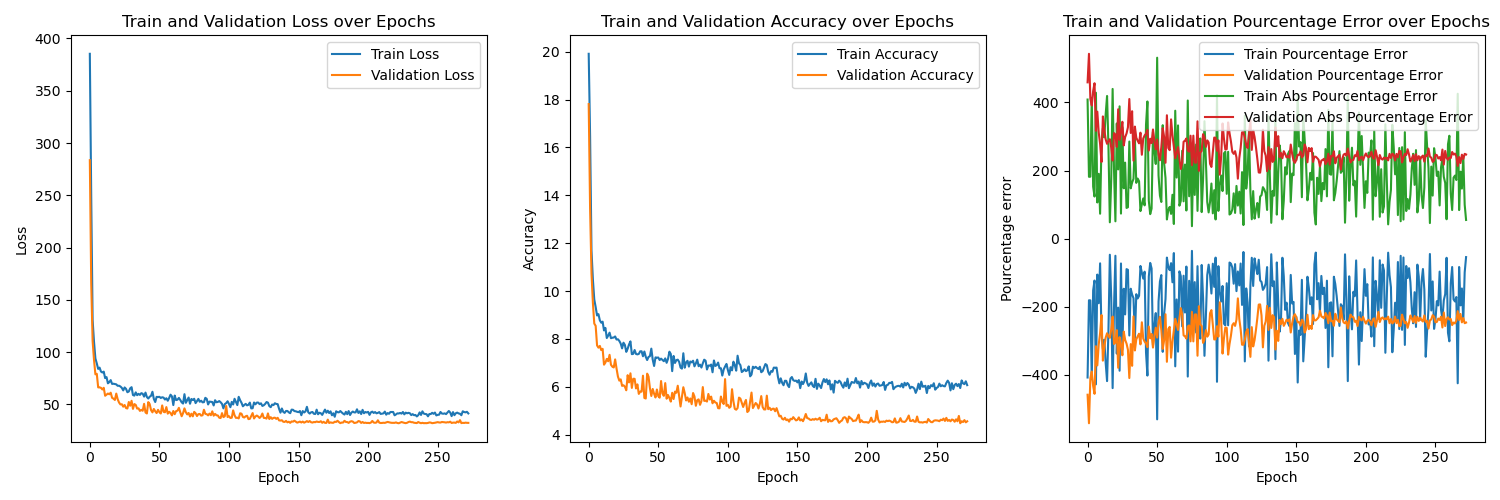 Train and Validation Loss over Epochs
400
350
300
250
200
150
100
50
0
50
100
150
200
250
Loss
Epoch
Train Loss
Validation Loss
Train and Validation Accuracy over Epochs
20
18
16
14
12
10
8
6
4
0
50
100
150
200
250
Accuracy
Epoch
Train Accuracy
Validation Accuracy
Train and Validation Pourcentage Error over Epochs
400
200
0
−200
−400
0
50
100
150
200
250
Pourcentage error
Epoch
Train Pourcentage Error
Validation Pourcentage Error
Train Abs Pourcentage Error
Validation Abs Pourcentage Error